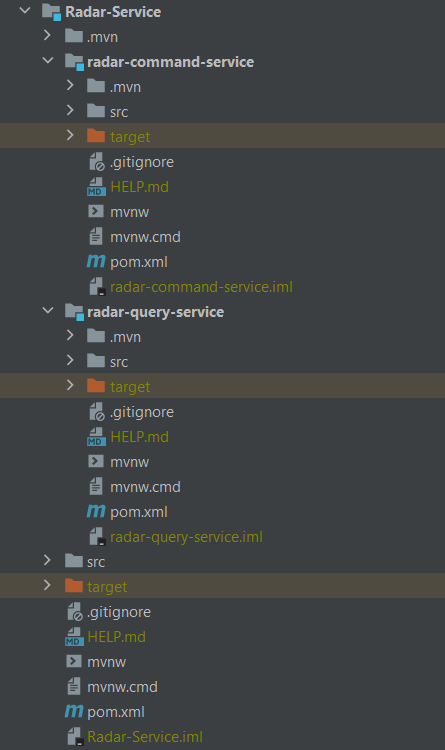 Radar-Service
.mvn
radar-command-service
.mvn
src
target
.gitignore
HELP.md
mvnw
mvnw.cmd
pom.xml
radar-command-service.iml
radar-query-service
.mvn
src
target
.gitignore
HELP.md
mvnw
mvnw.cmd
pom.xml
radar-query-service.iml
src
target
.gitignore
HELP.md
mvnw
mvnw.cmd
pom.xml
Radar-Service.iml